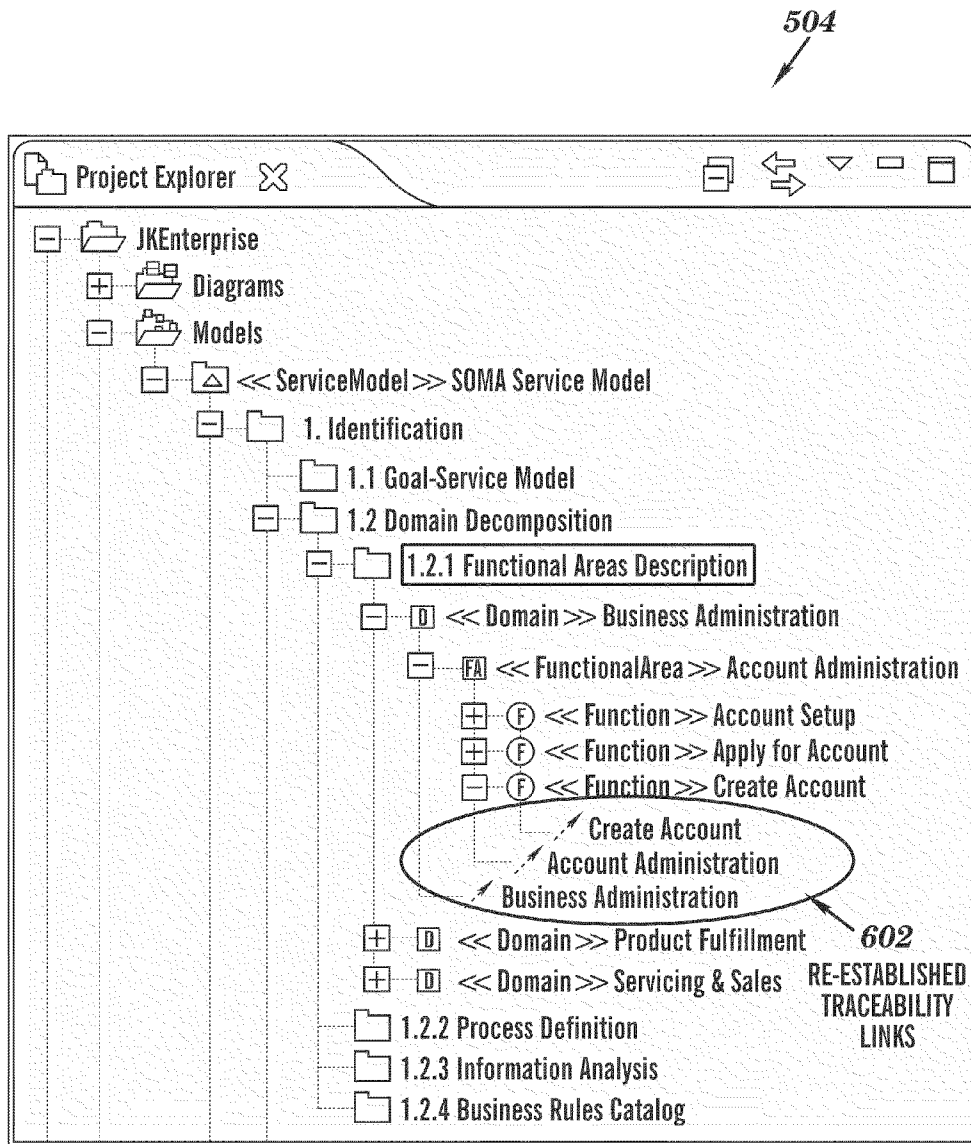 504
Project Explorer
JKEnterprise
Diagrams
Models
<< ServiceModel >> SOMA Service Model
1. Identification
1.1 Goal-Service Model
1.2 Domain Decomposition
1.2.1 Functional Areas Description
D << Domain >> Business Administration
FA << FunctionalArea >> Account Administration
F << Function >> Account Setup
F << Function >> Apply for Account
F << Function >> Create Account
Create Account
Account Administration
Business Administration
D << Domain >> Product Fulfillment
602
D << Domain >> Servicing & Sales
RE-ESTABLISHED
TRACEABILITY
LINKS
1.2.2 Process Definition
1.2.3 Information Analysis
1.2.4 Business Rules Catalog